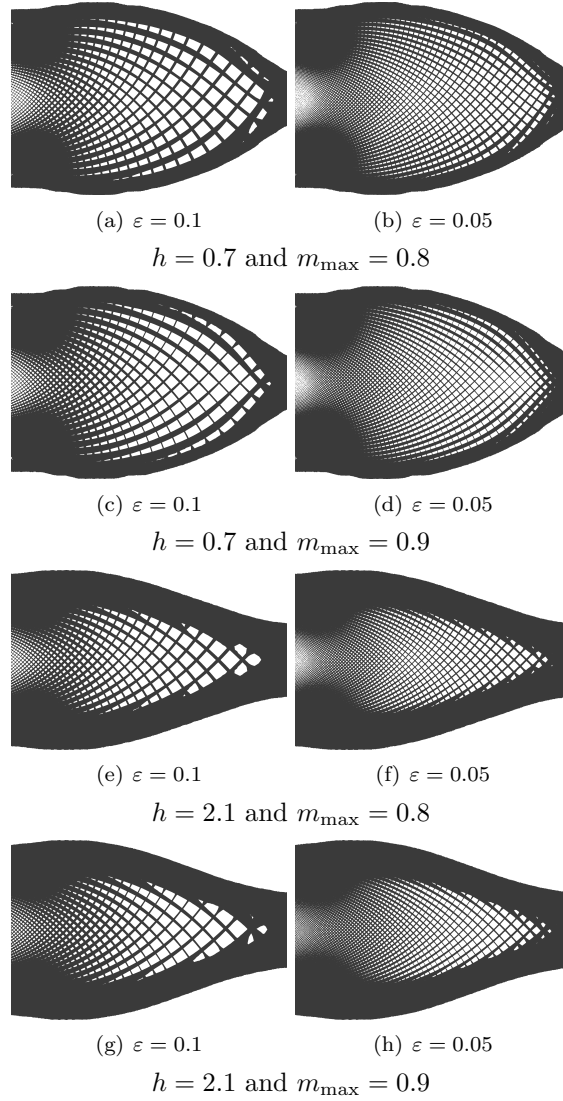 (a) ε = 0.1 (b) ε = 0.05
h = 0.7 and m_max = 0.8
(c) ε = 0.1 (d) ε = 0.05
h = 0.7 and m_max = 0.9
(e) ε = 0.1 (f) ε = 0.05
h = 2.1 and m_max = 0.8
(g) ε = 0.1 (h) ε = 0.05
h = 2.1 and m_max = 0.9